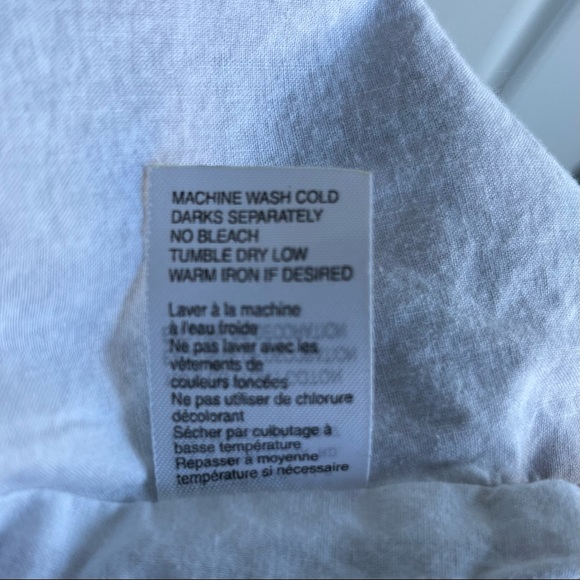 MACHINE WASH COLD
DARKS SEPARATELY
NO BLEACH
TUMBLE DRY LOW
WARM IRON IF DESIRED
Laver à la machine
à l'eau froide
Ne pas laver avec les
vêtements de
couleurs foncées
Ne pas utiliser de chlorure
décolorant
Sécher par culbutage à
basse température
Repasser à moyenne
température si nécessaire